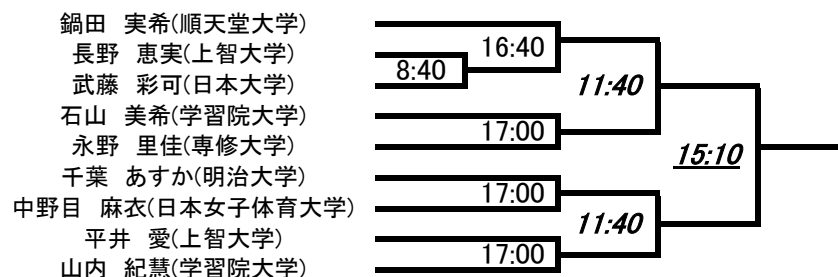 鍋田　実希(順天堂大学)
16:40
長野　恵実(上智大学)
8:40
11:40
武藤　彩可(日本大学)
石山　美希(学習院大学)
17:00
永野　里佳(専修大学)
15:10
千葉　あすか(明治大学)
17:00
中野目　麻衣(日本女子体育大学)
11:40
平井　愛(上智大学)
17:00
山内　紀慧(学習院大学)